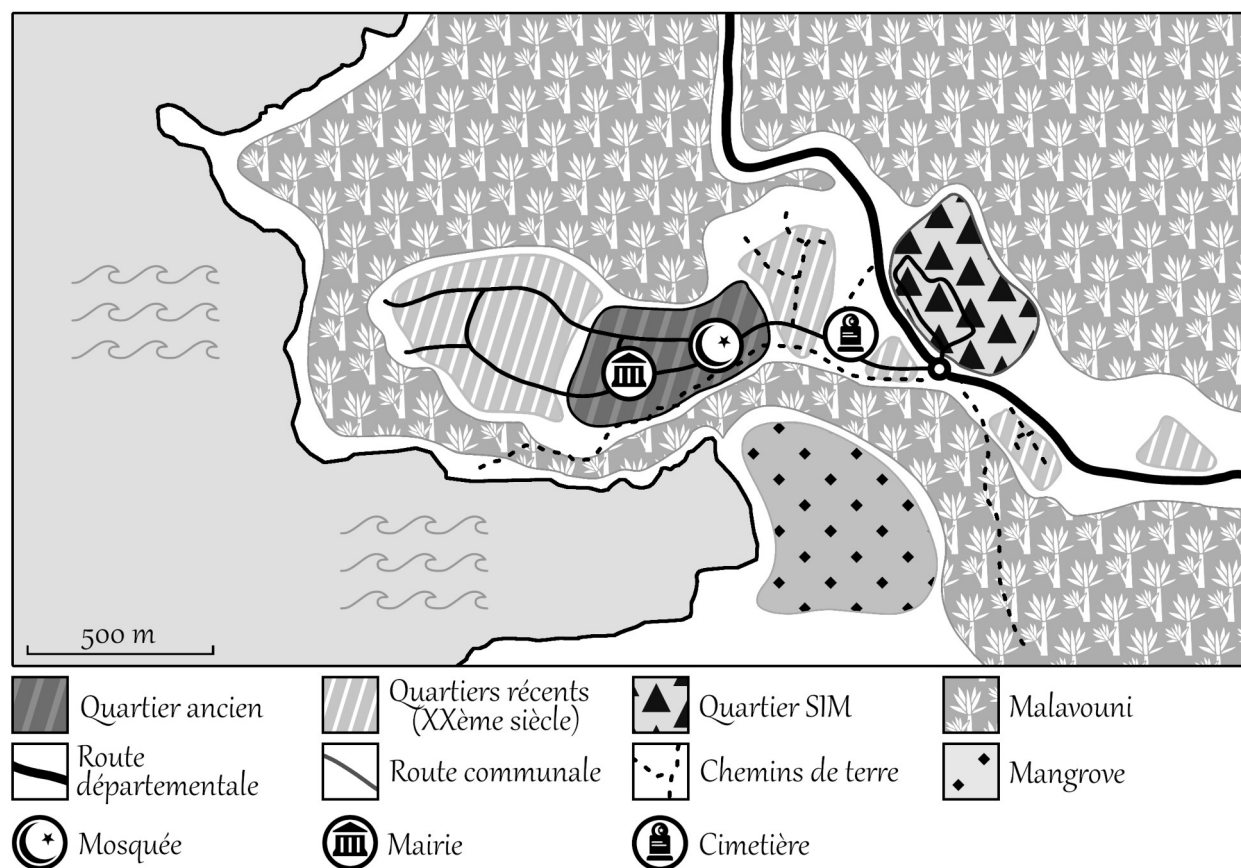 500 m
Quartier ancien
Quartiers récents
(XXème siècle)
Quartier SIM
Malavouni
Route
départementale
Route communale
Chemins de terre
Mangrove
Mosquée
Mairie
Cimetière